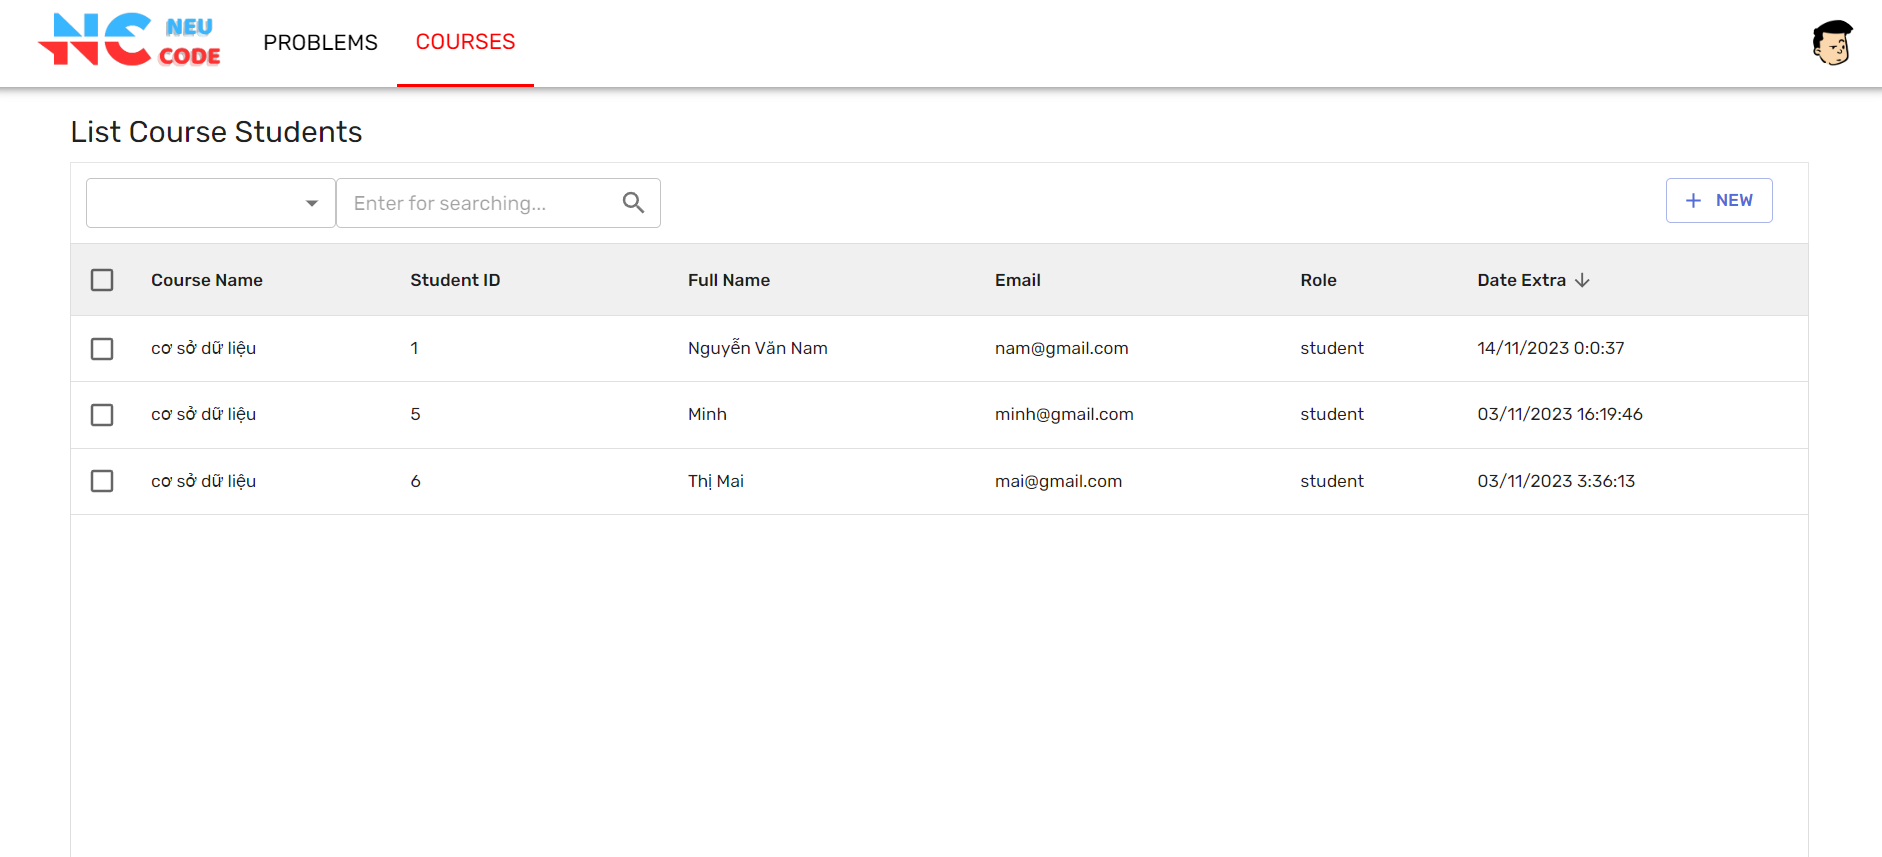 NC NEU CODE
PROBLEMS COURSES
List Course Students
Enter for searching...
+ NEW
Course Name Student ID Full Name Email Role Date Extra
cơ sở dữ liệu 1 Nguyễn Văn Nam nam@gmail.com student 14/11/2023 0:0:37
cơ sở dữ liệu 5 Minh minh@gmail.com student 03/11/2023 16:19:46
cơ sở dữ liệu 6 Thị Mai mai@gmail.com student 03/11/2023 3:36:13